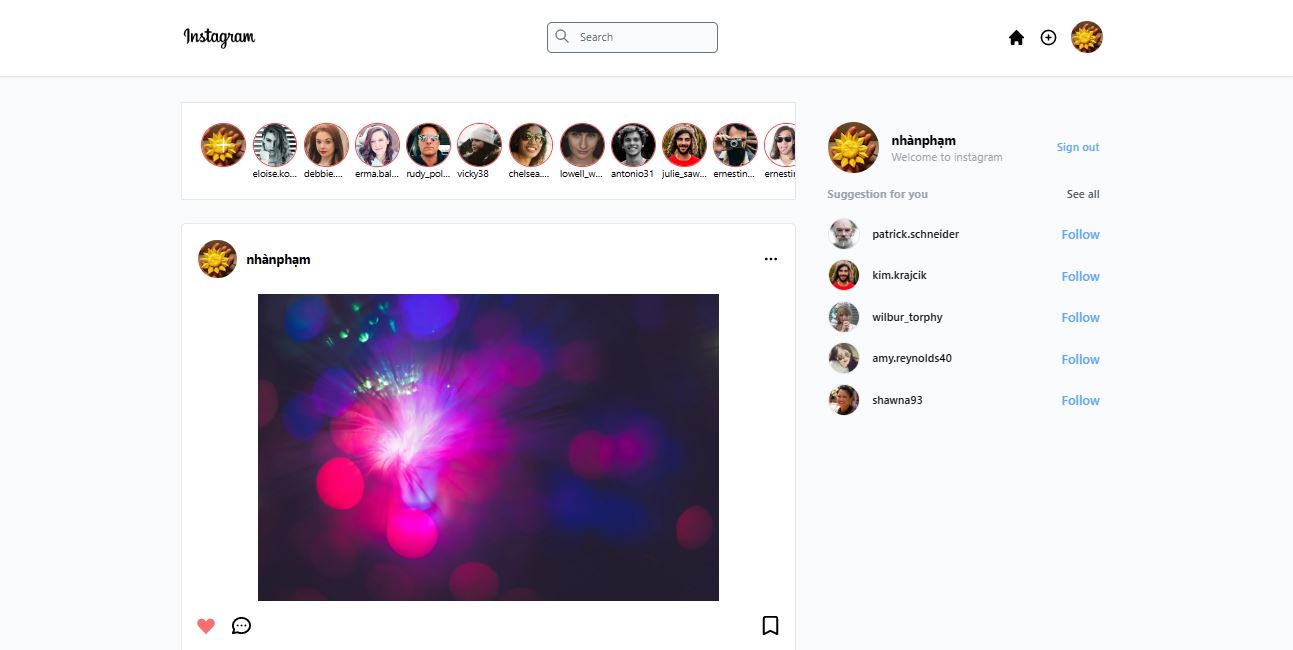 Instagram
Search
eloise.ko...
debbie....
erma.bal...
rudy_pol...
vicky38
chelsea....
lowell_w...
antonio31
julie_saw...
ernestin...
ernestin
nhànphạm
Welcome to instagram
Sign out
Suggestion for you
See all
patrick.schneider
Follow
kim.krajcik
Follow
wilbur_torphy
Follow
amy.reynolds40
Follow
shawna93
Follow
nhànphạm